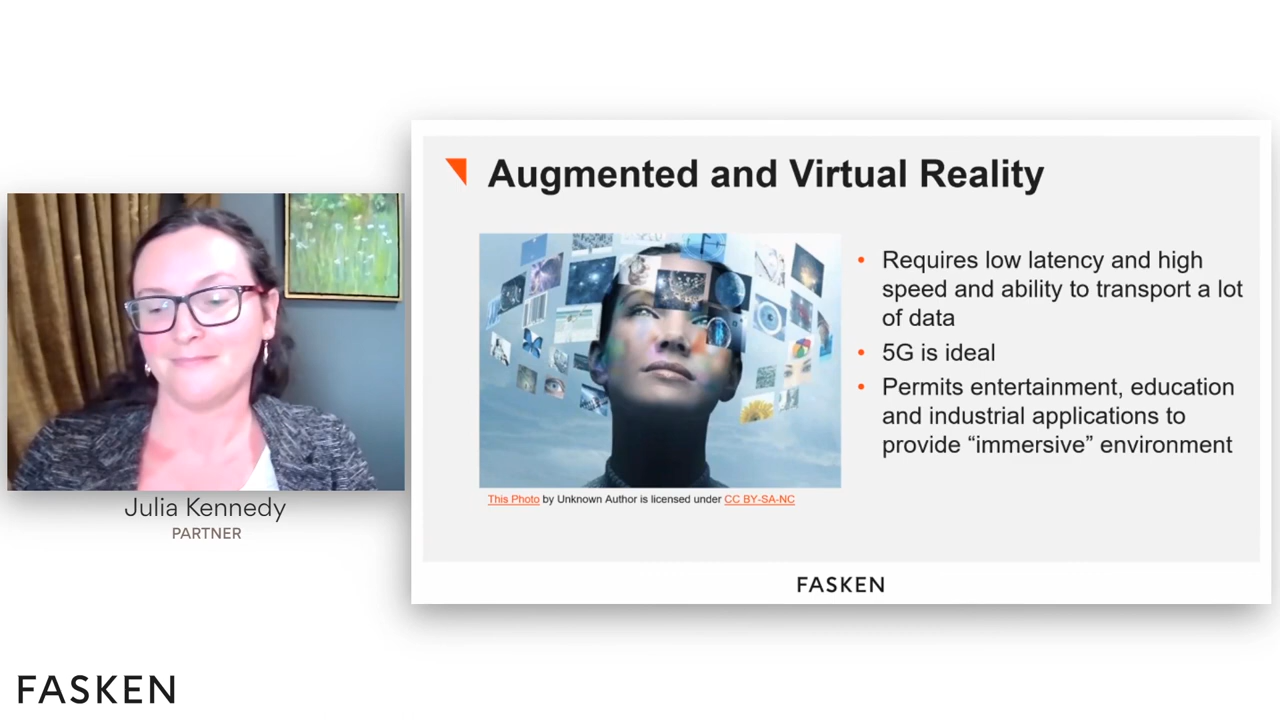 Augmented and Virtual Reality
• Requires low latency and high
speed and ability to transport a lot
of data
• 5G is ideal
• Permits entertainment, education
and industrial applications to
provide “immersive” environment
This Photo by Unknown Author is licensed under CC BY-SA-NC
FASKEN
Julia Kennedy
PARTNER
FASKEN